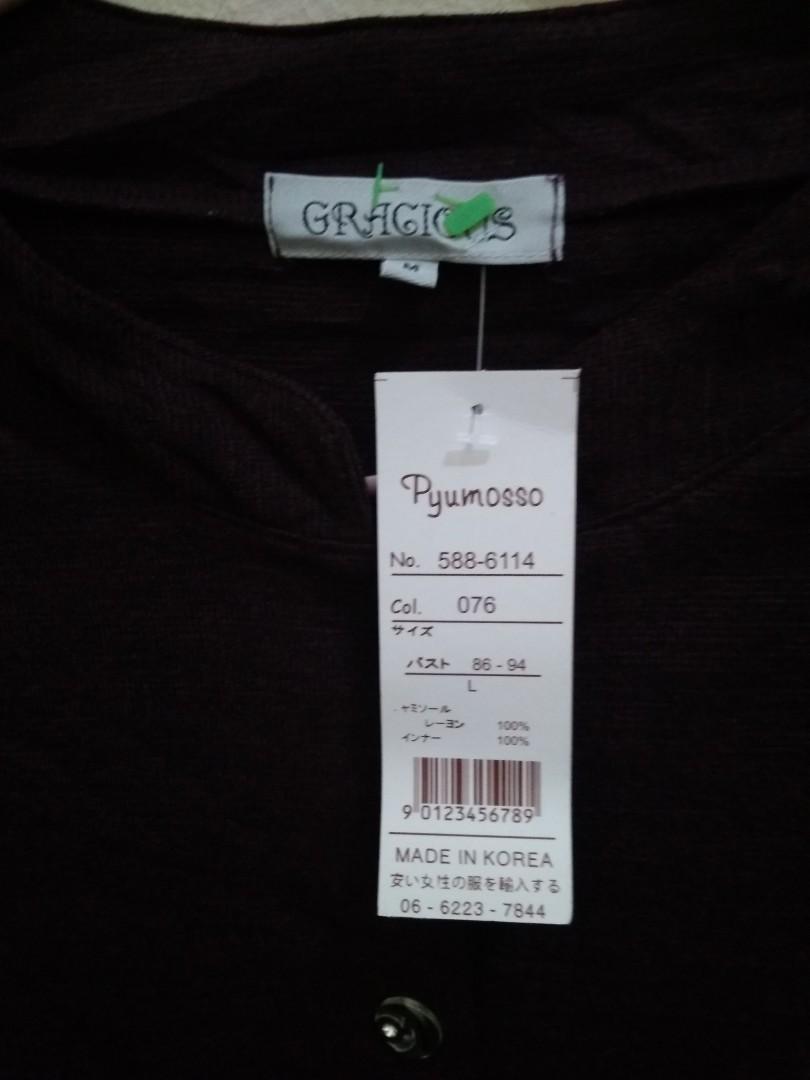 GRACIOUS
M
Pyumosso
No. 588-6114
Col. 076
サイズ
バスト 86 - 94
L
ャミソール
レーヨン 100%
インナー 100%
9 0123456789
MADE IN KOREA
安い女性の服を輸入する
06 - 6223 - 7844